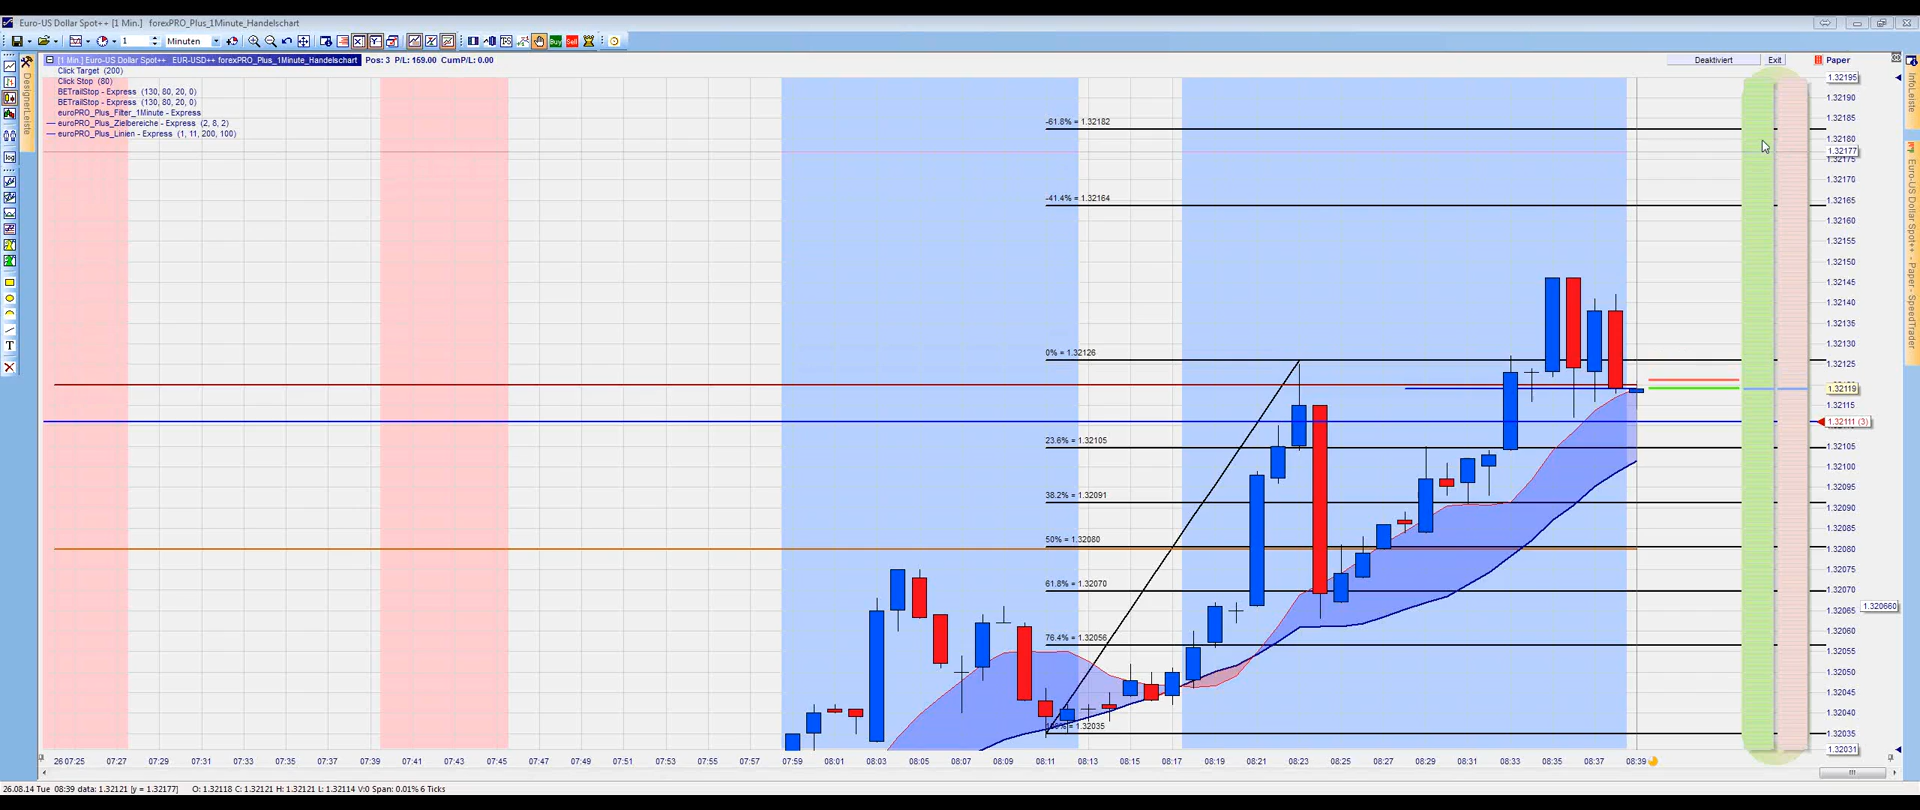 Euro-US Dollar Spot++ [1 Min.] forexPRO_Plus_1Minute_Handelschart
1 Minuten Buy Sell
[1 Min.] Euro-US Dollar Spot++ EUR-USD++ forexPRO_Plus_1Minute_Handelschart Pos: 3 P/L: 169.00 CumP/L: 0.00 Deaktiviert Exit Paper
Click Target (200)
Click Stop (80)
BETrailStop - Express (130, 80, 20, 0)
BETrailStop - Express (130, 80, 20, 0)
euroPRO_Plus_Filter_1Minute - Express
euroPRO_Plus_Zielbereiche - Express (2, 8, 2)
euroPRO_Plus_Linien - Express (1, 11, 200, 100)
DesignerLeiste
InfoLeiste
Euro-US Dollar Spot++ - Paper - SpeedTrader
log
T
-61.8% = 1.32182
-41.4% = 1.32164
0% = 1.32126
23.6% = 1.32105
38.2% = 1.32091
50% = 1.32080
61.8% = 1.32070
76.4% = 1.32056
= 1.32035
1.32195
1.32190
1.32185
1.32180
1.32177
1.32175
1.32170
1.32165
1.32160
1.32155
1.32150
1.32145
1.32140
1.32135
1.32130
1.32125
1.32119
1.32115
1.32111 (3)
1.32105
1.32100
1.32095
1.32090
1.32085
1.32080
1.32075
1.32070
1.32065
1.320660
1.32060
1.32055
1.32050
1.32045
1.32040
1.32035
1.32031
26 07:25 07:27 07:29 07:31 07:33 07:35 07:37 07:39 07:41 07:43 07:45 07:47 07:49 07:51 07:53 07:55 07:57 07:59 08:01 08:03 08:05 08:07 08:09 08:11 08:13 08:15 08:17 08:19 08:21 08:23 08:25 08:27 08:29 08:31 08:33 08:35 08:37 08:39
26.08.14 Tue 08:39 data: 1.32121 [y = 1.32177] O: 1.32118 C: 1.32121 H: 1.32121 L: 1.32114 V:0 Span: 0.01% 6 Ticks